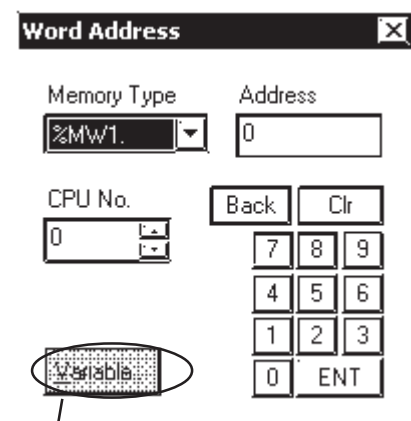 Word Address
Memory Type Address
%MW1. 0
CPU No. Back Clr
0
7 8 9
4 5 6
1 2 3
Variable 0 ENT